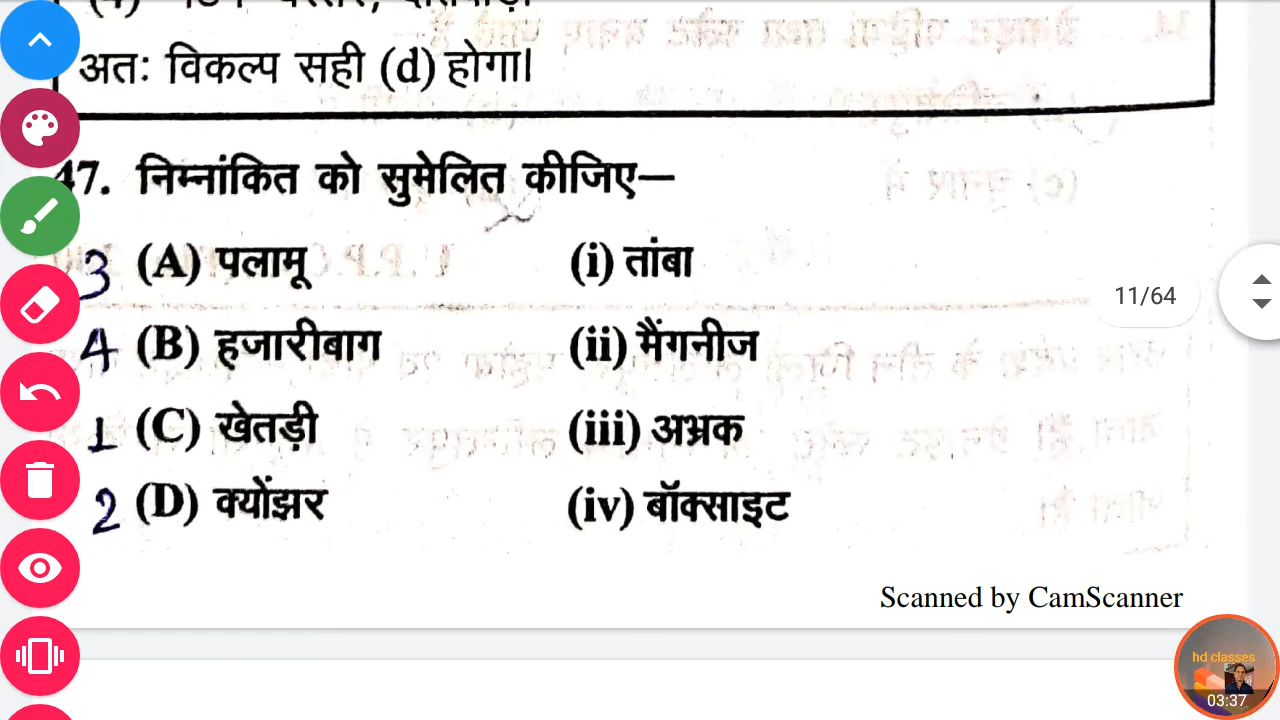 अतः विकल्प सही (d) होगा।
47. निम्नांकित को सुमेलित कीजिए—
3 (A) पलामू (i) तांबा
11/64
4 (B) हजारीबाग (ii) मैंगनीज
1 (C) खेतड़ी (iii) अभ्रक
2 (D) क्योंझर (iv) बॉक्साइट
Scanned by CamScanner
hd classes
03:37